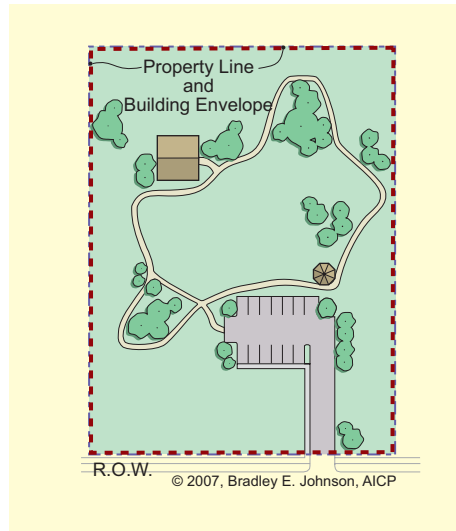 Property Line
and
Building Envelope
R.O.W.
© 2007, Bradley E. Johnson, AICP